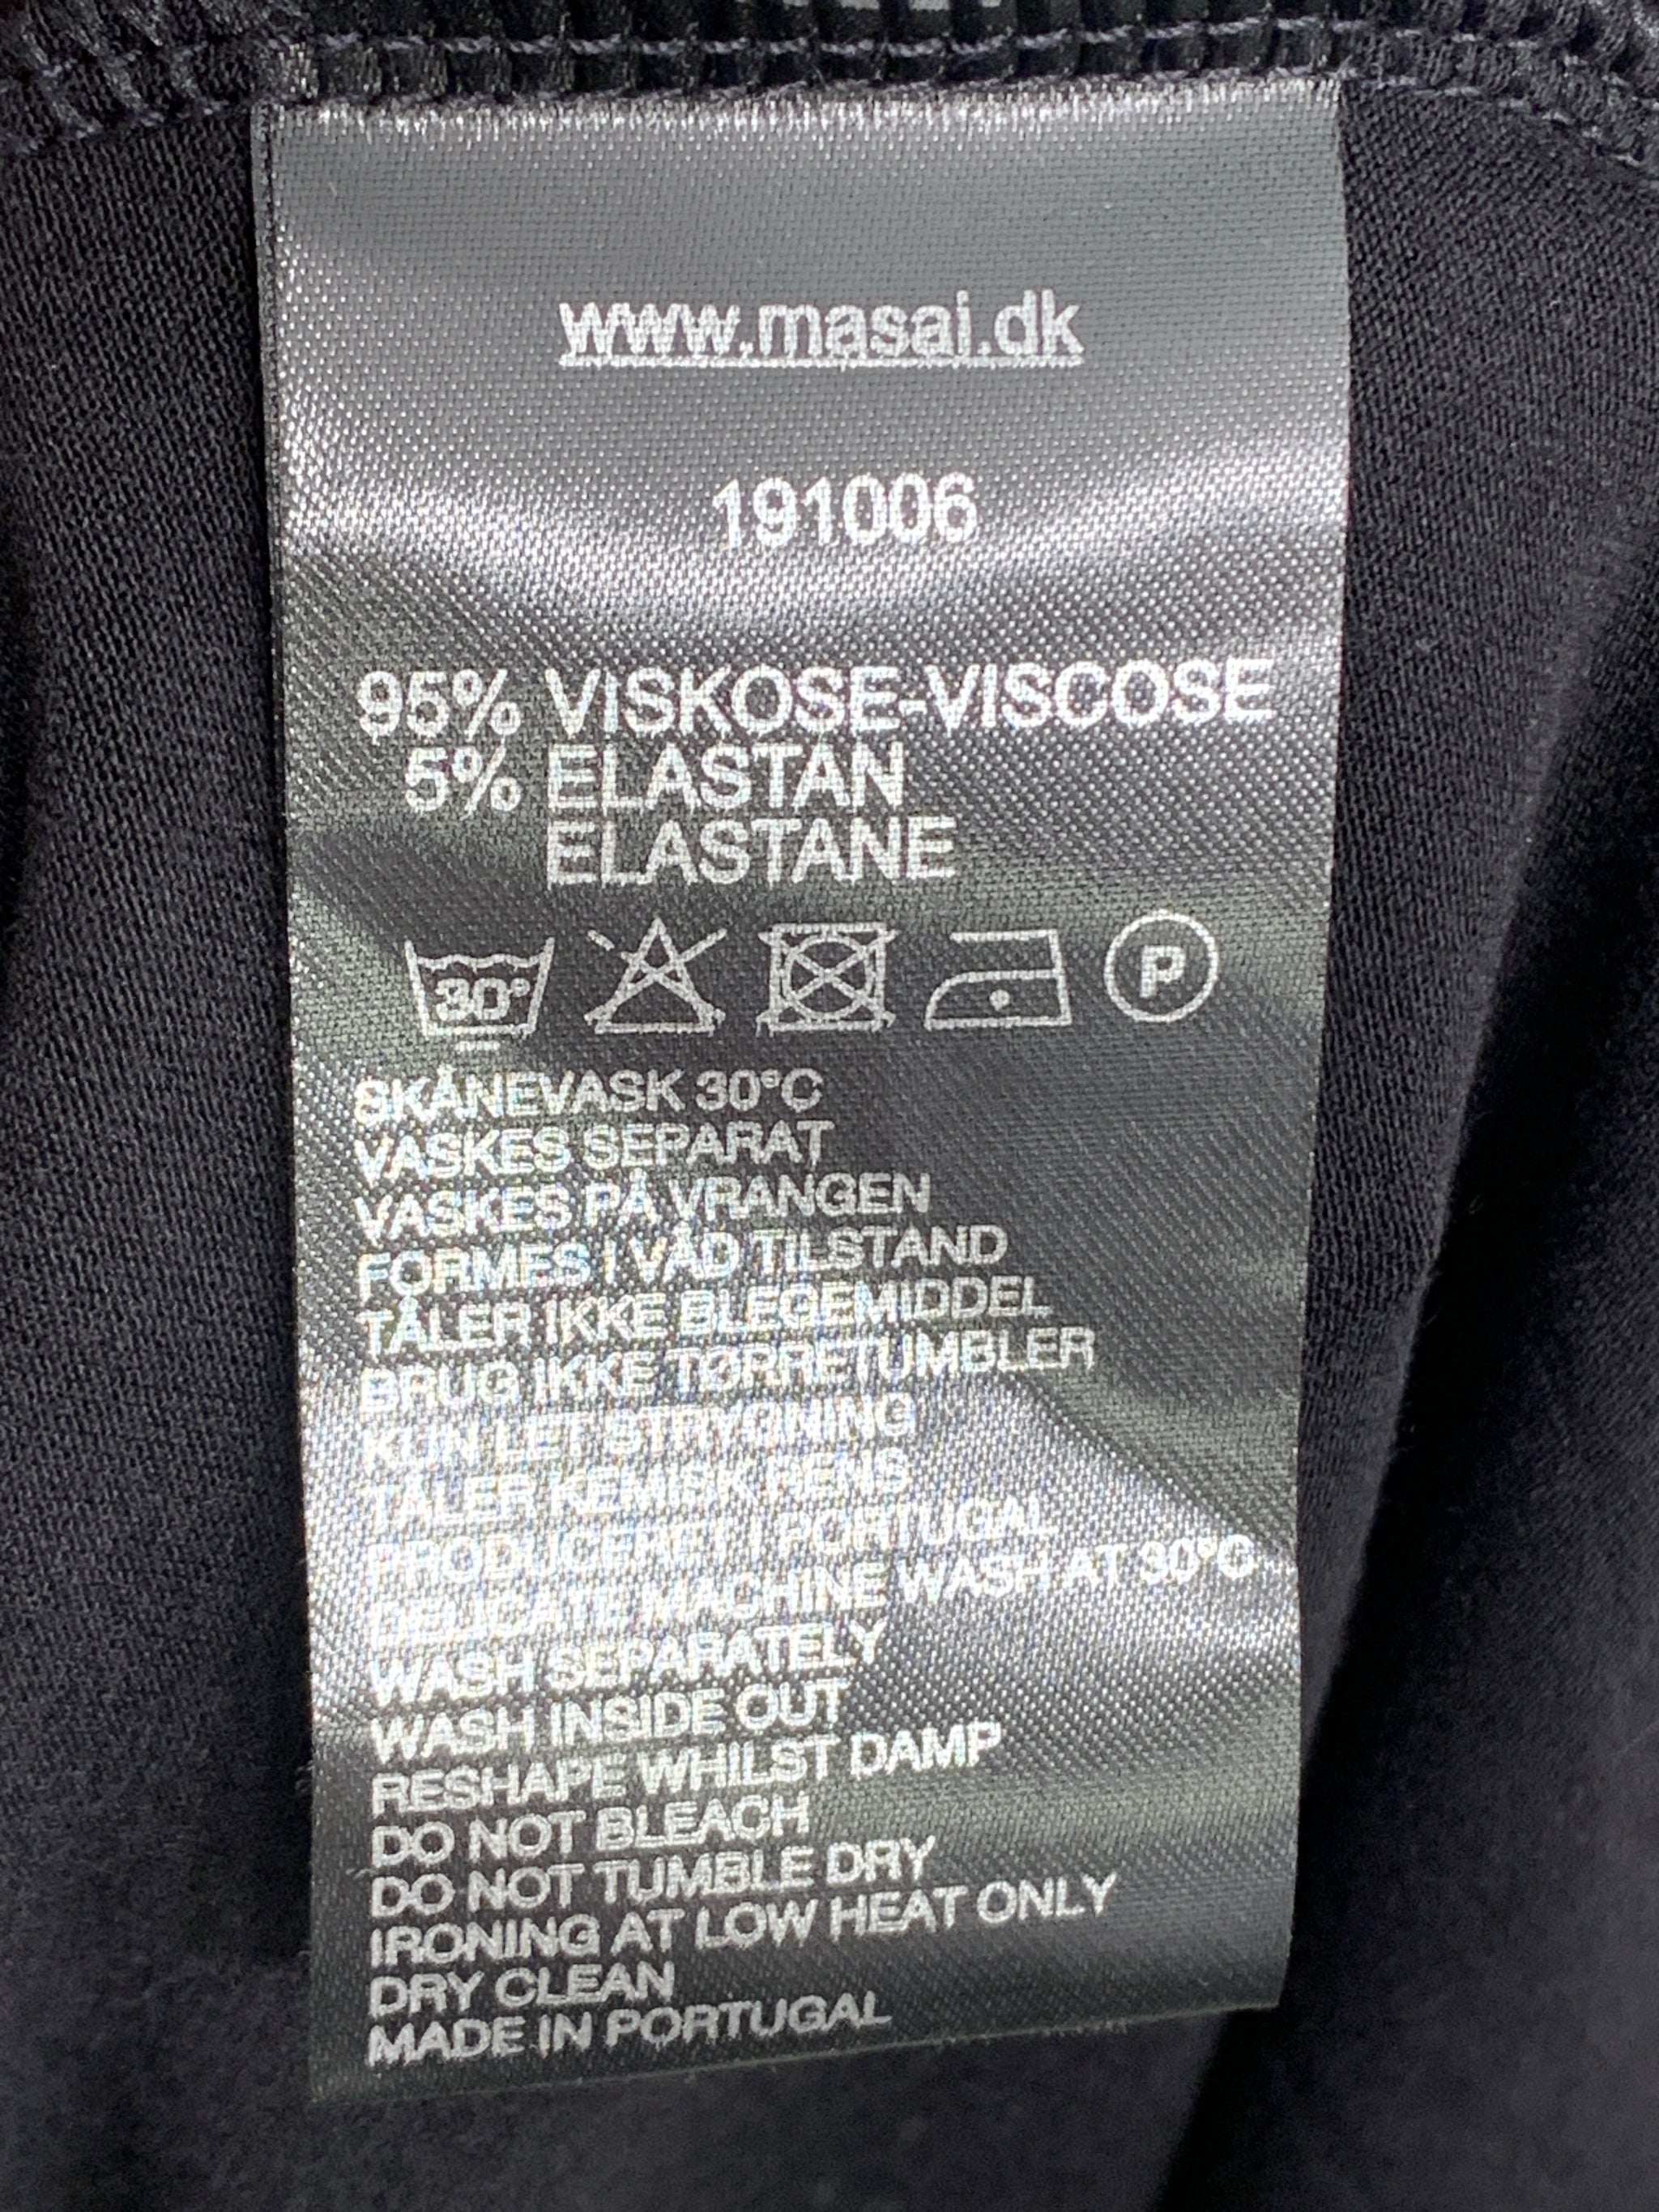 www.masai.dk
191006
95% VISKOSE-VISCOSE
5% ELASTAN
ELASTANE
30°
P
SKÅNEVASK 30°C
VASKES SEPARAT
VASKES PÅ VRANGEN
FORMES I VÅD TILSTAND
TÅLER IKKE BLEGEMIDDEL
BRUG IKKE TØRRETUMBLER
KUN LET STRYGNING
TÅLER KEMISK RENS
PRODUCERET I PORTUGAL
DELICATE MACHINE WASH AT 30°C
WASH SEPARATELY
WASH INSIDE OUT
RESHAPE WHILST DAMP
DO NOT BLEACH
DO NOT TUMBLE DRY
IRONING AT LOW HEAT ONLY
DRY CLEAN
MADE IN PORTUGAL